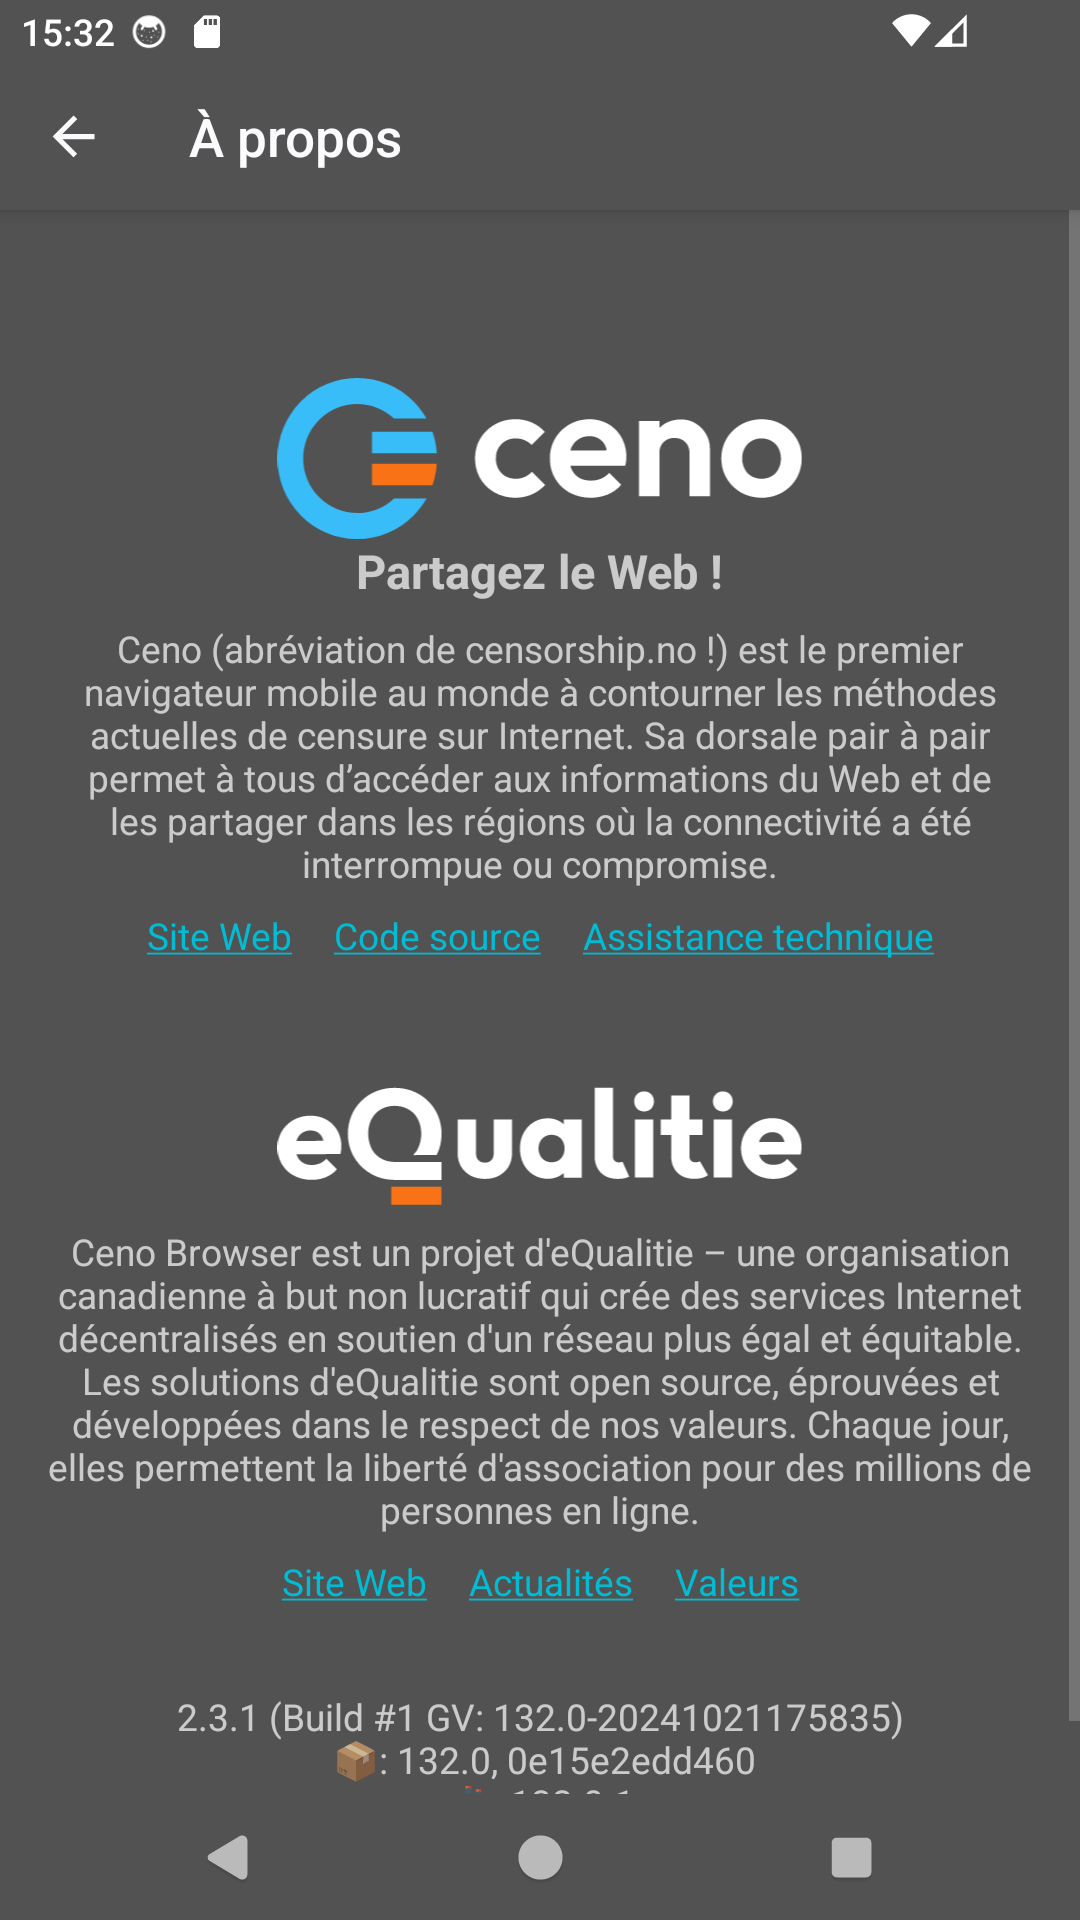 15:32
À propos
ceno
Partagez le Web !
Ceno (abréviation de censorship.no !) est le premier
navigateur mobile au monde à contourner les méthodes
actuelles de censure sur Internet. Sa dorsale pair à pair
permet à tous d’accéder aux informations du Web et de
les partager dans les régions où la connectivité a été
interrompue ou compromise.
Site Web Code source Assistance technique
eQualitie
Ceno Browser est un projet d'eQualitie – une organisation
canadienne à but non lucratif qui crée des services Internet
décentralisés en soutien d'un réseau plus égal et équitable.
Les solutions d'eQualitie sont open source, éprouvées et
développées dans le respect de nos valeurs. Chaque jour,
elles permettent la liberté d'association pour des millions de
personnes en ligne.
Site Web Actualités Valeurs
2.3.1 (Build #1 GV: 132.0-20241021175835)
📦: 132.0, 0e15e2edd460